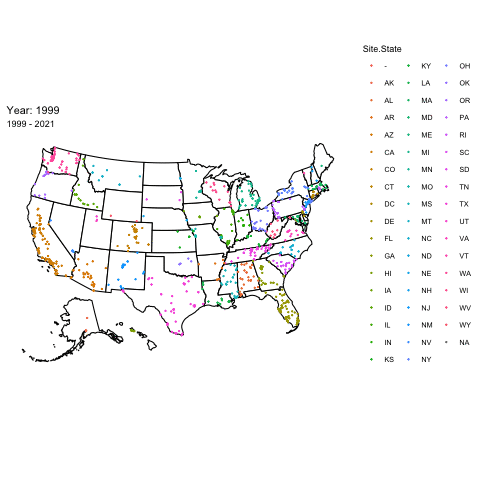 Site.State
- KY OH
AK LA OK
AL MA OR
AR MD PA
AZ ME RI
CA MI SC
CO MN SD
CT MO TN
DC MS TX
DE MT UT
FL NC VA
GA ND VT
HI NE WA
IA NH WI
ID NJ WV
IL NM WY
IN NV NA
KS NY
Year: 1999
1999 - 2021